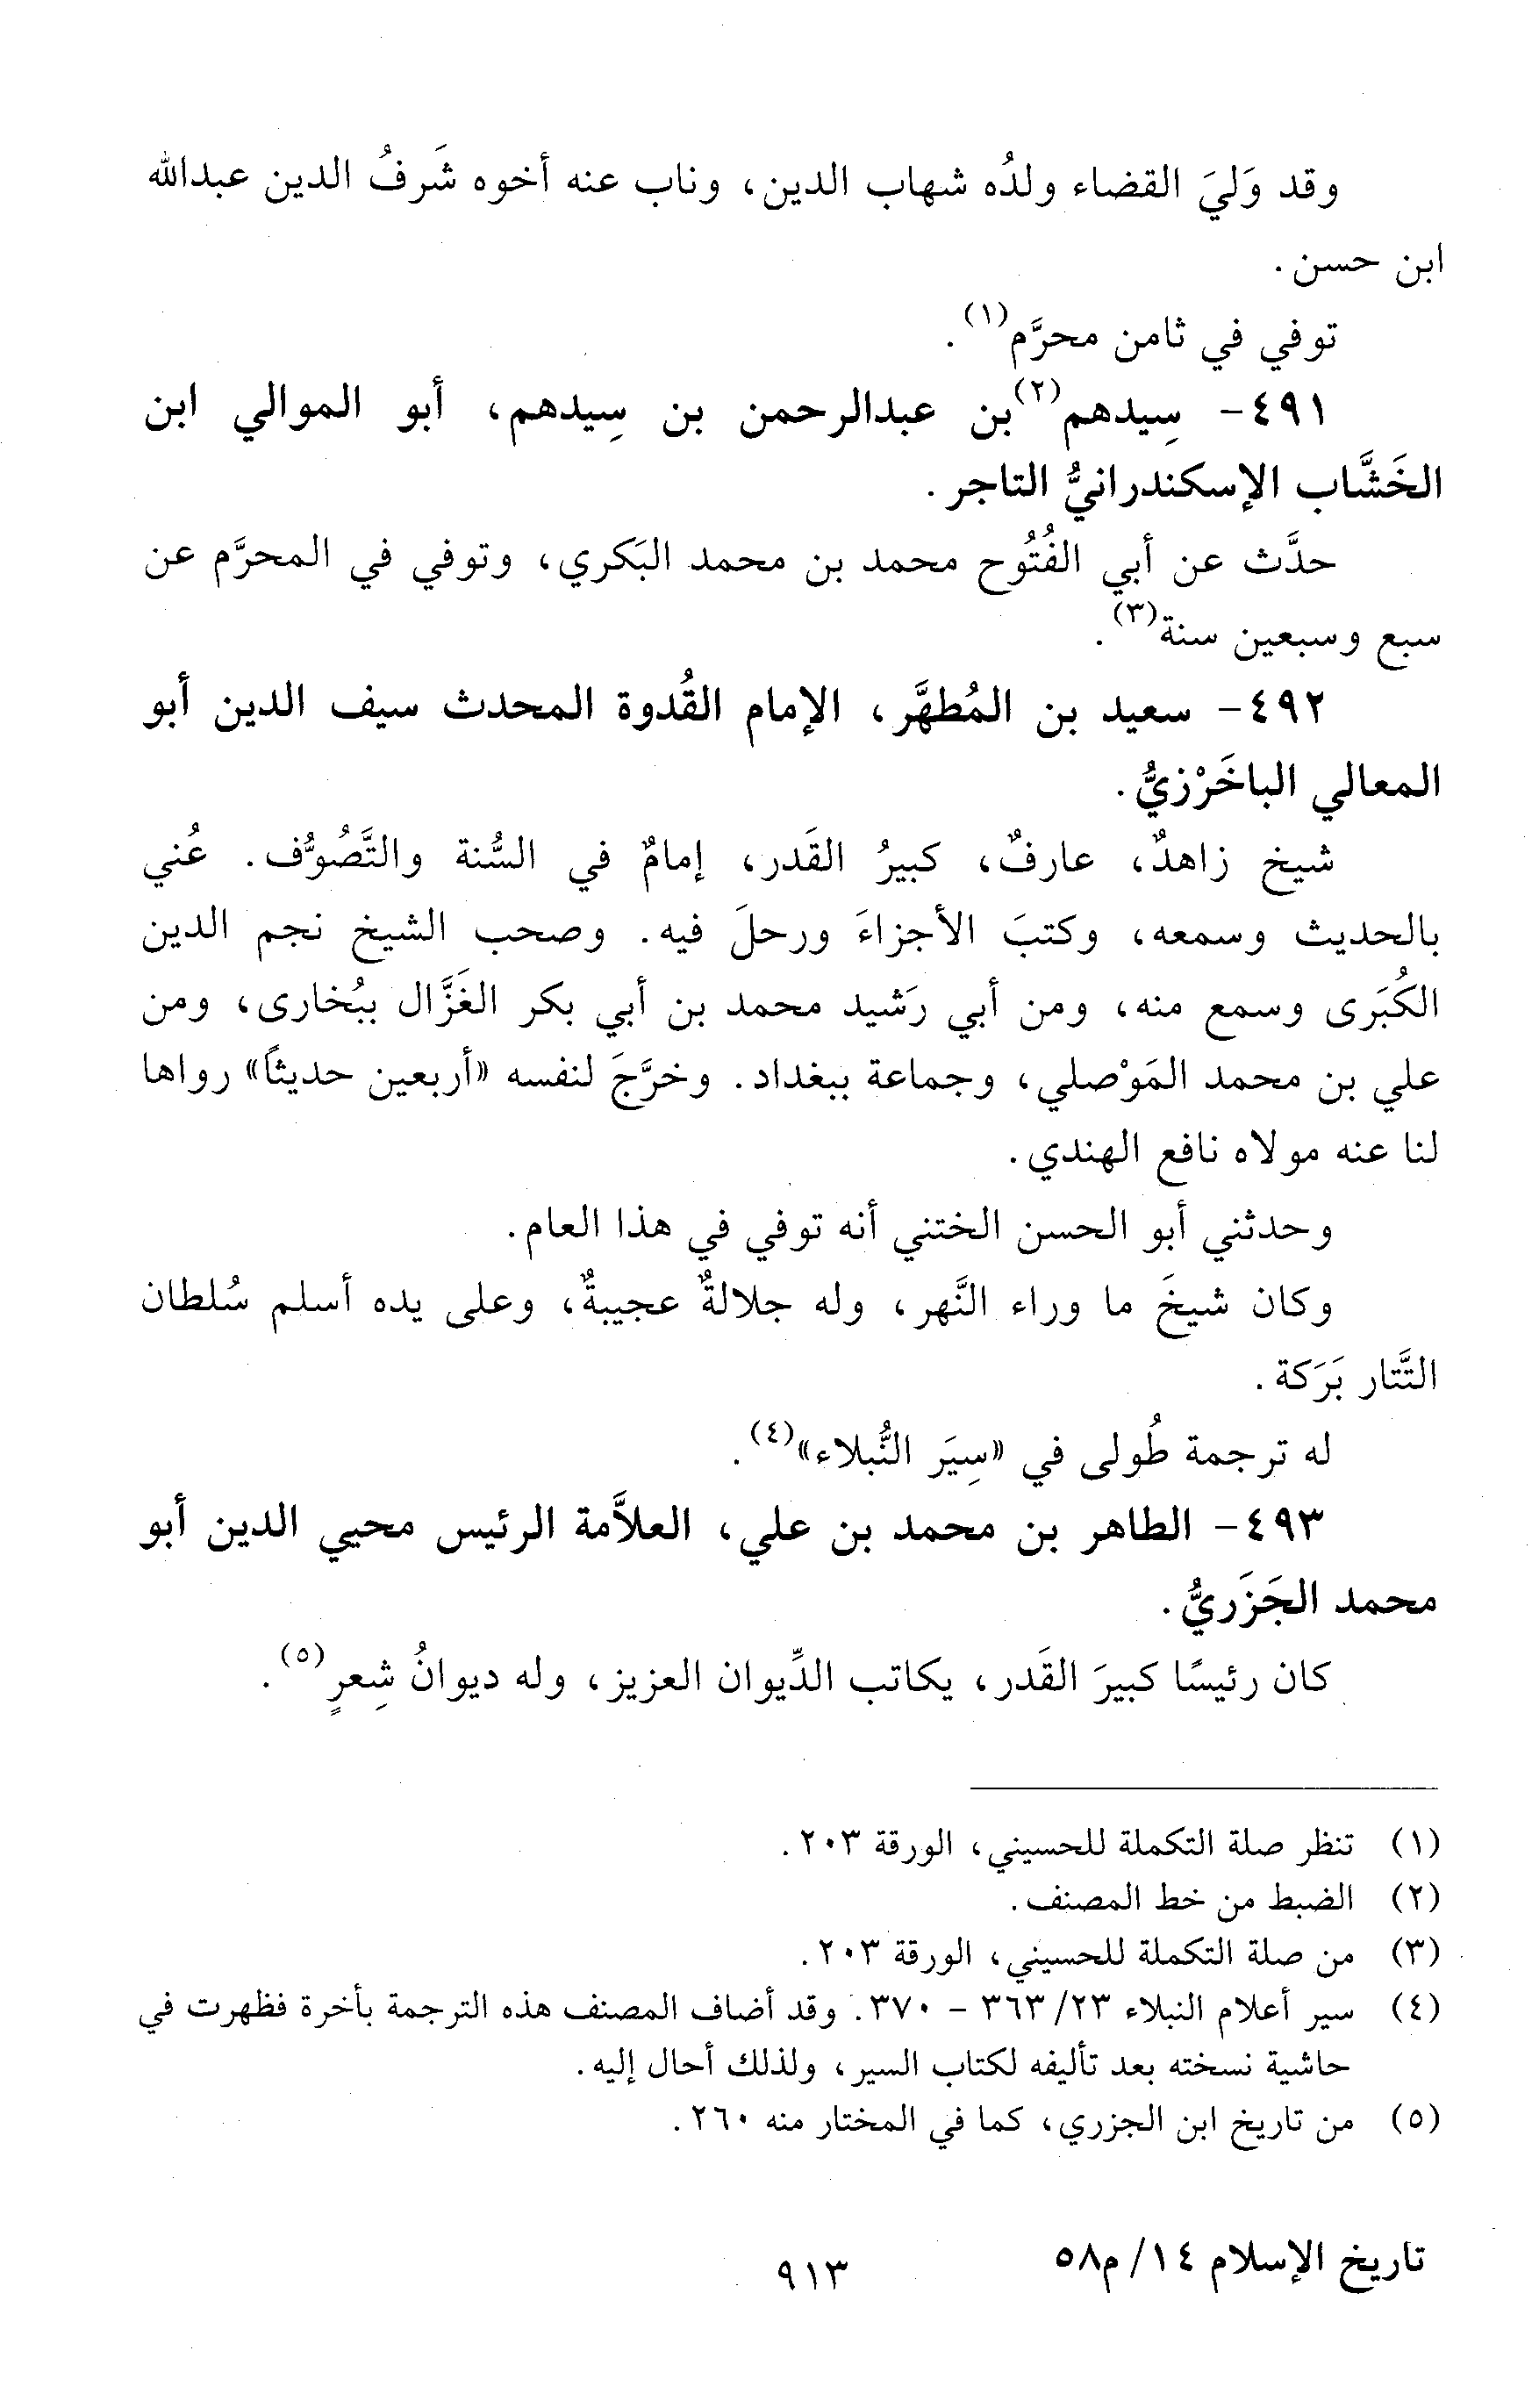 وقد وَليَ القضاء ولدُه شهاب الدين، وناب عنه أخوه شَرفُ الدين عبدالله
ابن حسن.
توفي في ثامن محرَّم(١).
٤٩١- سِيدهم(٢)بن عبدالرحمن بن سِيدهم، أبو الموالي ابن
الخَشَّاب الإسكندرانيُّ التاجر.
حدَّث عن أبي الفُتُوح محمد بن محمد البَكري، وتوفي في المحرَّم عن
سبع وسبعين سنة(٣).
٤٩٢- سعيد بن المُطهَّر، الإمام القُدوة المحدث سيف الدين أبو
المعالي الباخَرْزيُّ.
شيخ زاهدٌ، عارفٌ، كبيرُ القَدر، إمامٌ في السُّنة والتَّصُوُّف. عُني
بالحديث وسمعه، وكتبَ الأجزاءَ ورحلَ فيه. وصحب الشيخ نجم الدين
الكُبَرى وسمع منه، ومن أبي رَشيد محمد بن أبي بكر الغَزَّال ببُخارى، ومن
علي بن محمد المَوْصلي، وجماعة ببغداد. وخرَّجَ لنفسه «أربعين حديثاً» رواها
لنا عنه مولاه نافع الهندي.
وحدثني أبو الحسن الختني أنه توفي في هذا العام.
وكان شيخَ ما وراء النَّهر، وله جلالةٌ عجيبةٌ، وعلى يده أسلم سُلطان
التَّتار بَرَكة.
له ترجمة طُولى في «سِيَر النُّبلاء»(٤).
٤٩٣- الطاهر بن محمد بن علي، العلاَّمة الرئيس محيي الدين أبو
محمد الجَزَريُّ.
كان رئيسًا كبيرَ القَدر، يكاتب الدِّيوان العزيز، وله ديوانُ شِعرٍ(٥).
(١) تنظر صلة التكملة للحسيني، الورقة ٢٠٣.
(٢) الضبط من خط المصنف.
(٣) من صلة التكملة للحسيني، الورقة ٢٠٣.
(٤) سير أعلام النبلاء ٢٣/ ٣٦٣ - ٣٧٠. وقد أضاف المصنف هذه الترجمة بأخرة فظهرت في
حاشية نسخته بعد تأليفه لكتاب السير، ولذلك أحال إليه.
(٥) من تاريخ ابن الجزري، كما في المختار منه ٢٦٠.
تاريخ الإسلام ١٤/ م٥٨
٩١٣